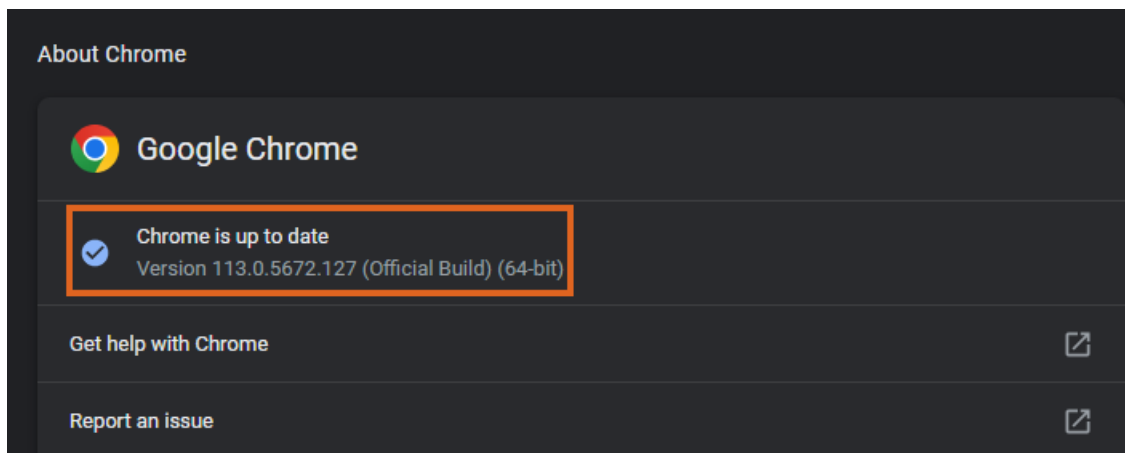 About Chrome
Google Chrome
Chrome is up to date
Version 113.0.5672.127 (Official Build) (64-bit)
Get help with Chrome
Report an issue